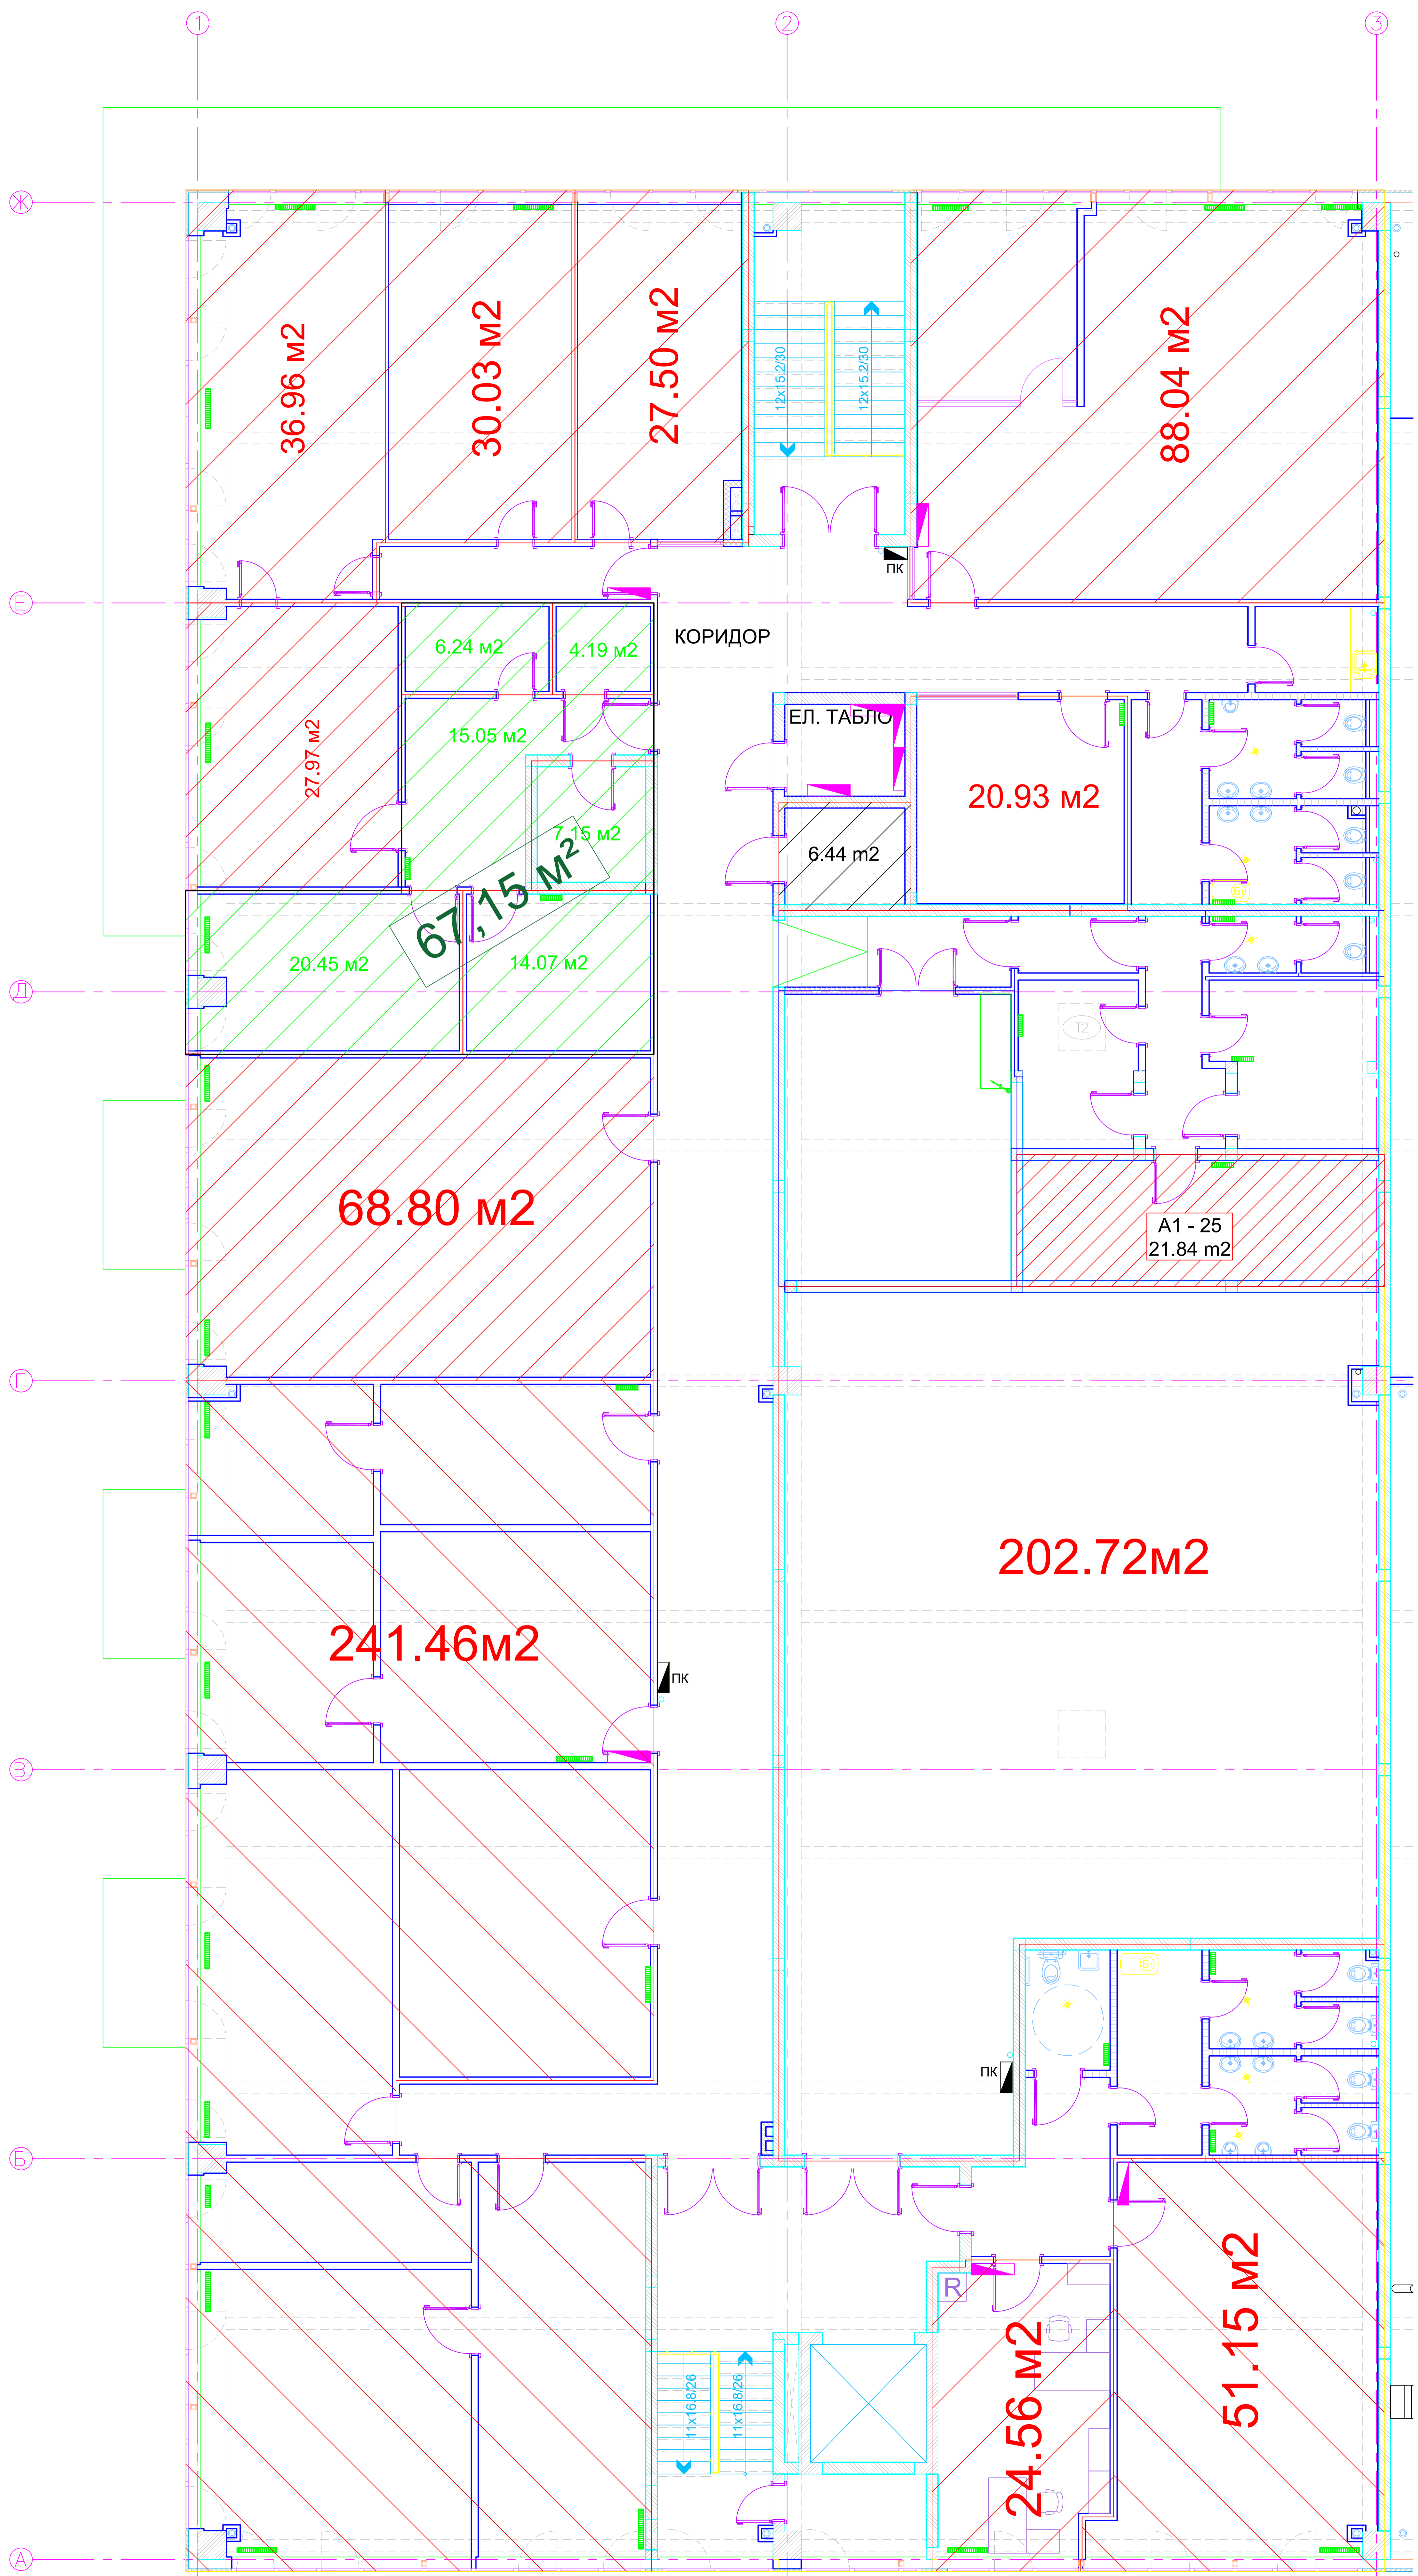 1
2
3
Ж
36.96 м2
30.03 м2
27.50 м2
12x15.2/30
12x15.2/30
88.04 м2
ПК
Е
КОРИДОР
6.24 м2
4.19 м2
27.97 м2
15.05 м2
ЕЛ. ТАБЛО
20.93 м2
7.15 м2
6.44 m2
67,15 м²
20.45 м2
14.07 м2
Д
T2
68.80 м2
А1 - 25
21.84 m2
Г
202.72м2
241.46м2
ПК
В
ПК
Б
R
24.56 м2
51.15 м2
11x16.8/26
11x16.8/26
А